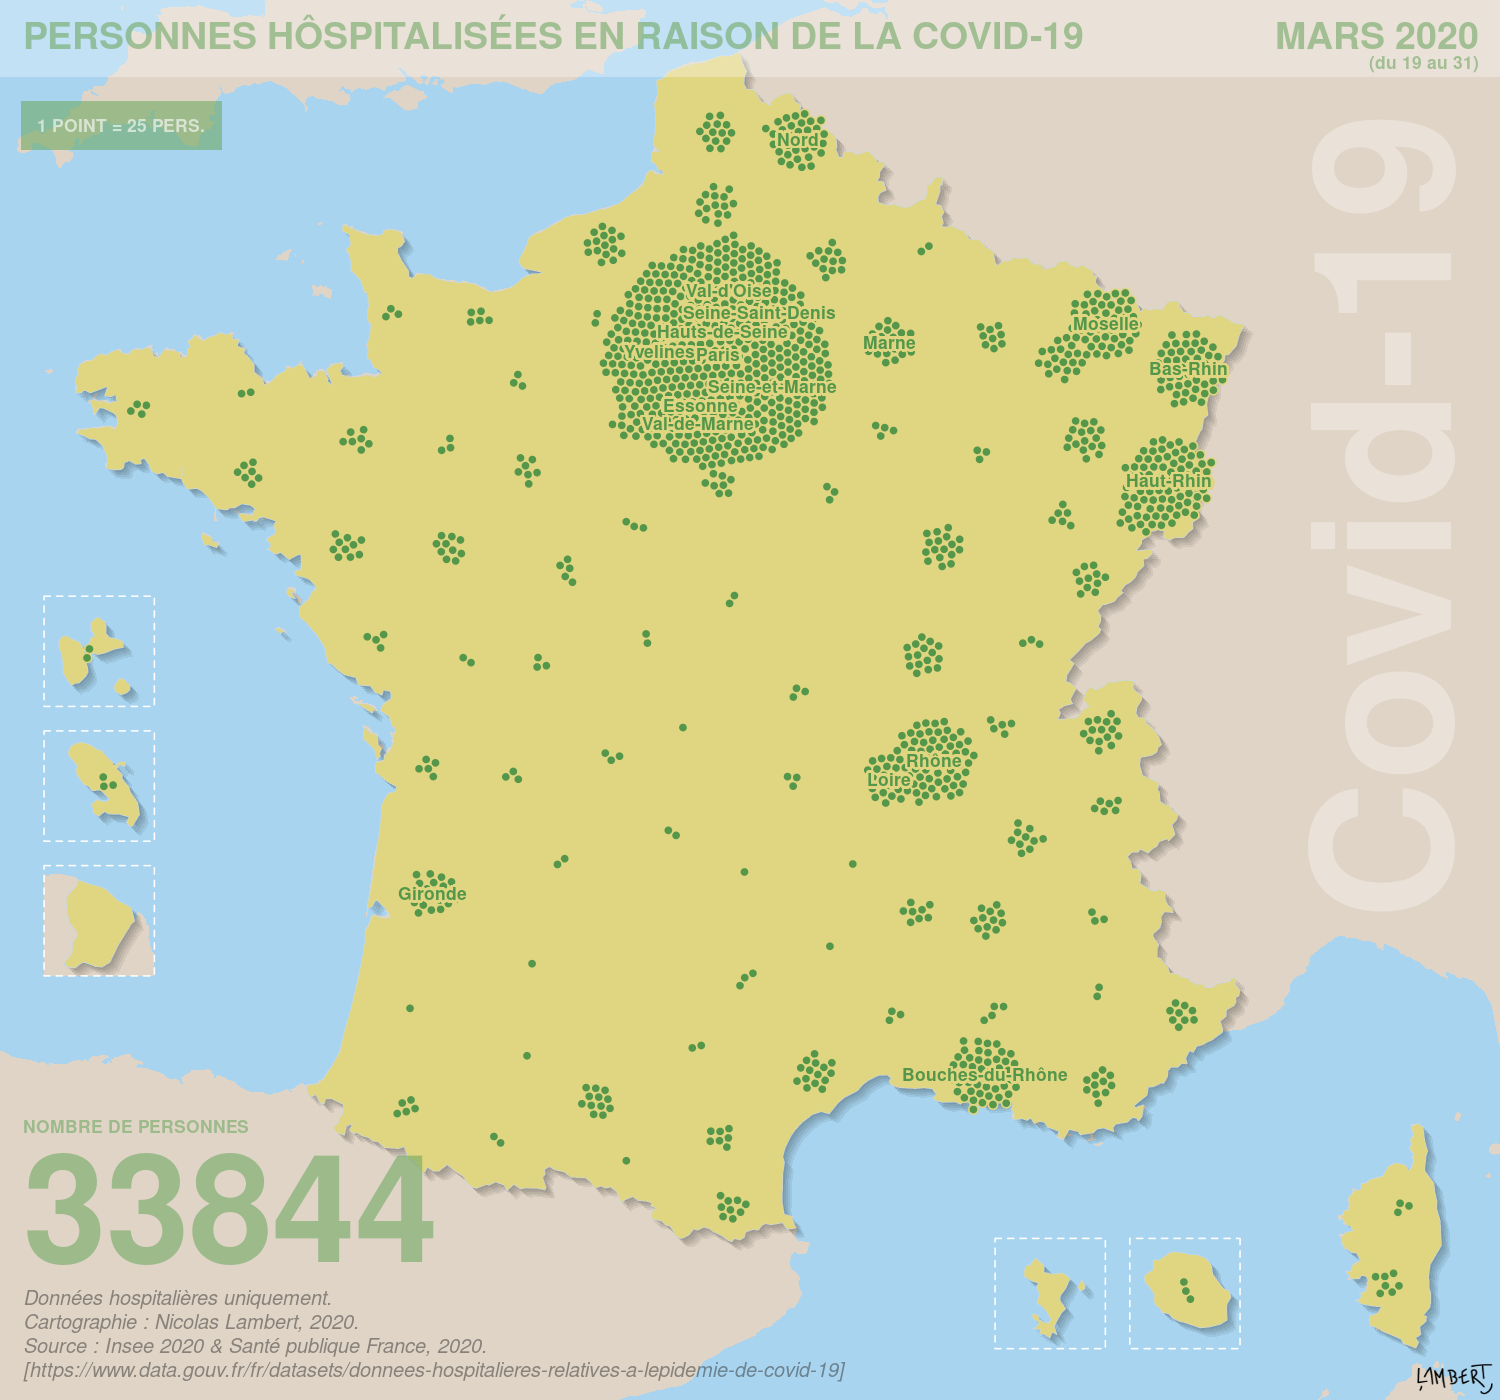 PERSONNES HÔSPITALISÉES EN RAISON DE LA COVID-19
MARS 2020
(du 19 au 31)
1 POINT = 25 PERS.
Covid-19
Nord
Val-d'Oise
Seine-Saint-Denis
Hauts-de-Seine
Yvelines
Paris
Seine-et-Marne
Essonne
Val-de-Marne
Marne
Moselle
Bas-Rhin
Haut-Rhin
Rhône
Loire
Gironde
Bouches-du-Rhône
NOMBRE DE PERSONNES
33844
Données hospitalières uniquement.
Cartographie : Nicolas Lambert, 2020.
Source : Insee 2020 & Santé publique France, 2020.
[https://www.data.gouv.fr/fr/datasets/donnees-hospitalieres-relatives-a-lepidemie-de-covid-19]
LAMBERT